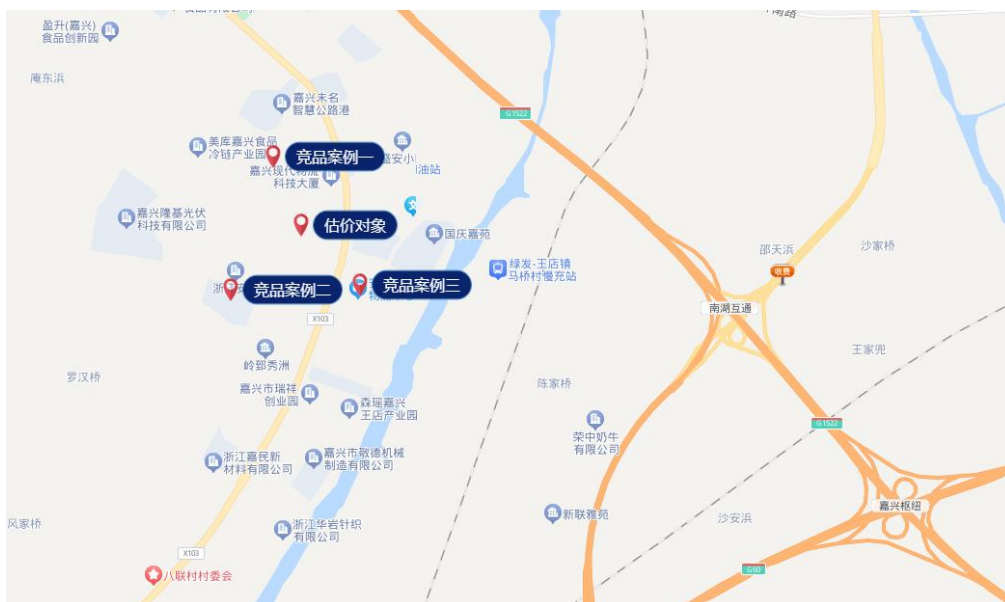 盈升(嘉兴)
食品创新园
庵东浜
嘉兴未名
智慧公路港
G1522
美库嘉兴食品
冷链产业园
竞品案例一
盛安小
油站
嘉兴现代物流
科技大厦
嘉兴隆基光伏
科技有限公司
估价对象
国庆嘉苑
邵天浜
沙家桥
绿发-王店镇
马桥村慢充站
收费
竞品案例二
竞品案例三
南湖互通
X103
王家兜
岭郅秀洲
罗汉桥
陈家桥
嘉兴市瑞祥
创业园
森瑶嘉兴
王店产业园
荣中奶牛
有限公司
G1522
浙江嘉民新
材料有限公司
嘉兴市敬德机械
制造有限公司
嘉兴枢纽
风家桥
浙江华岩针织
有限公司
新联雅苑
沙安浜
X103
G60
八联村村委会